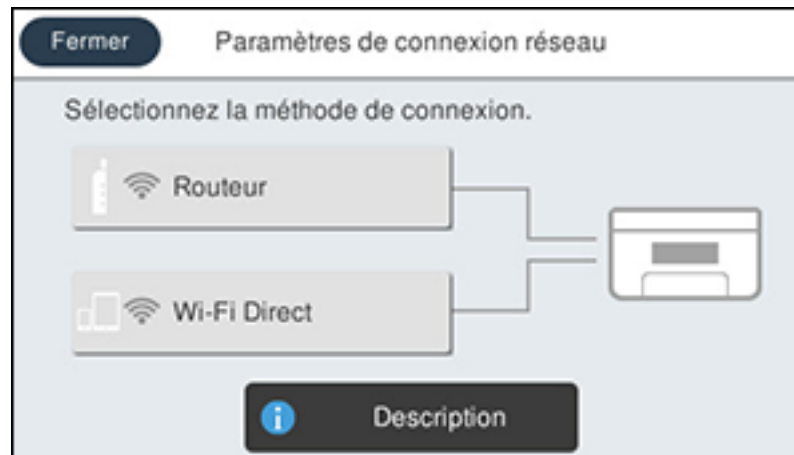 Fermer Paramètres de connexion réseau
Sélectionnez la méthode de connexion.
Routeur
Wi-Fi Direct
i Description